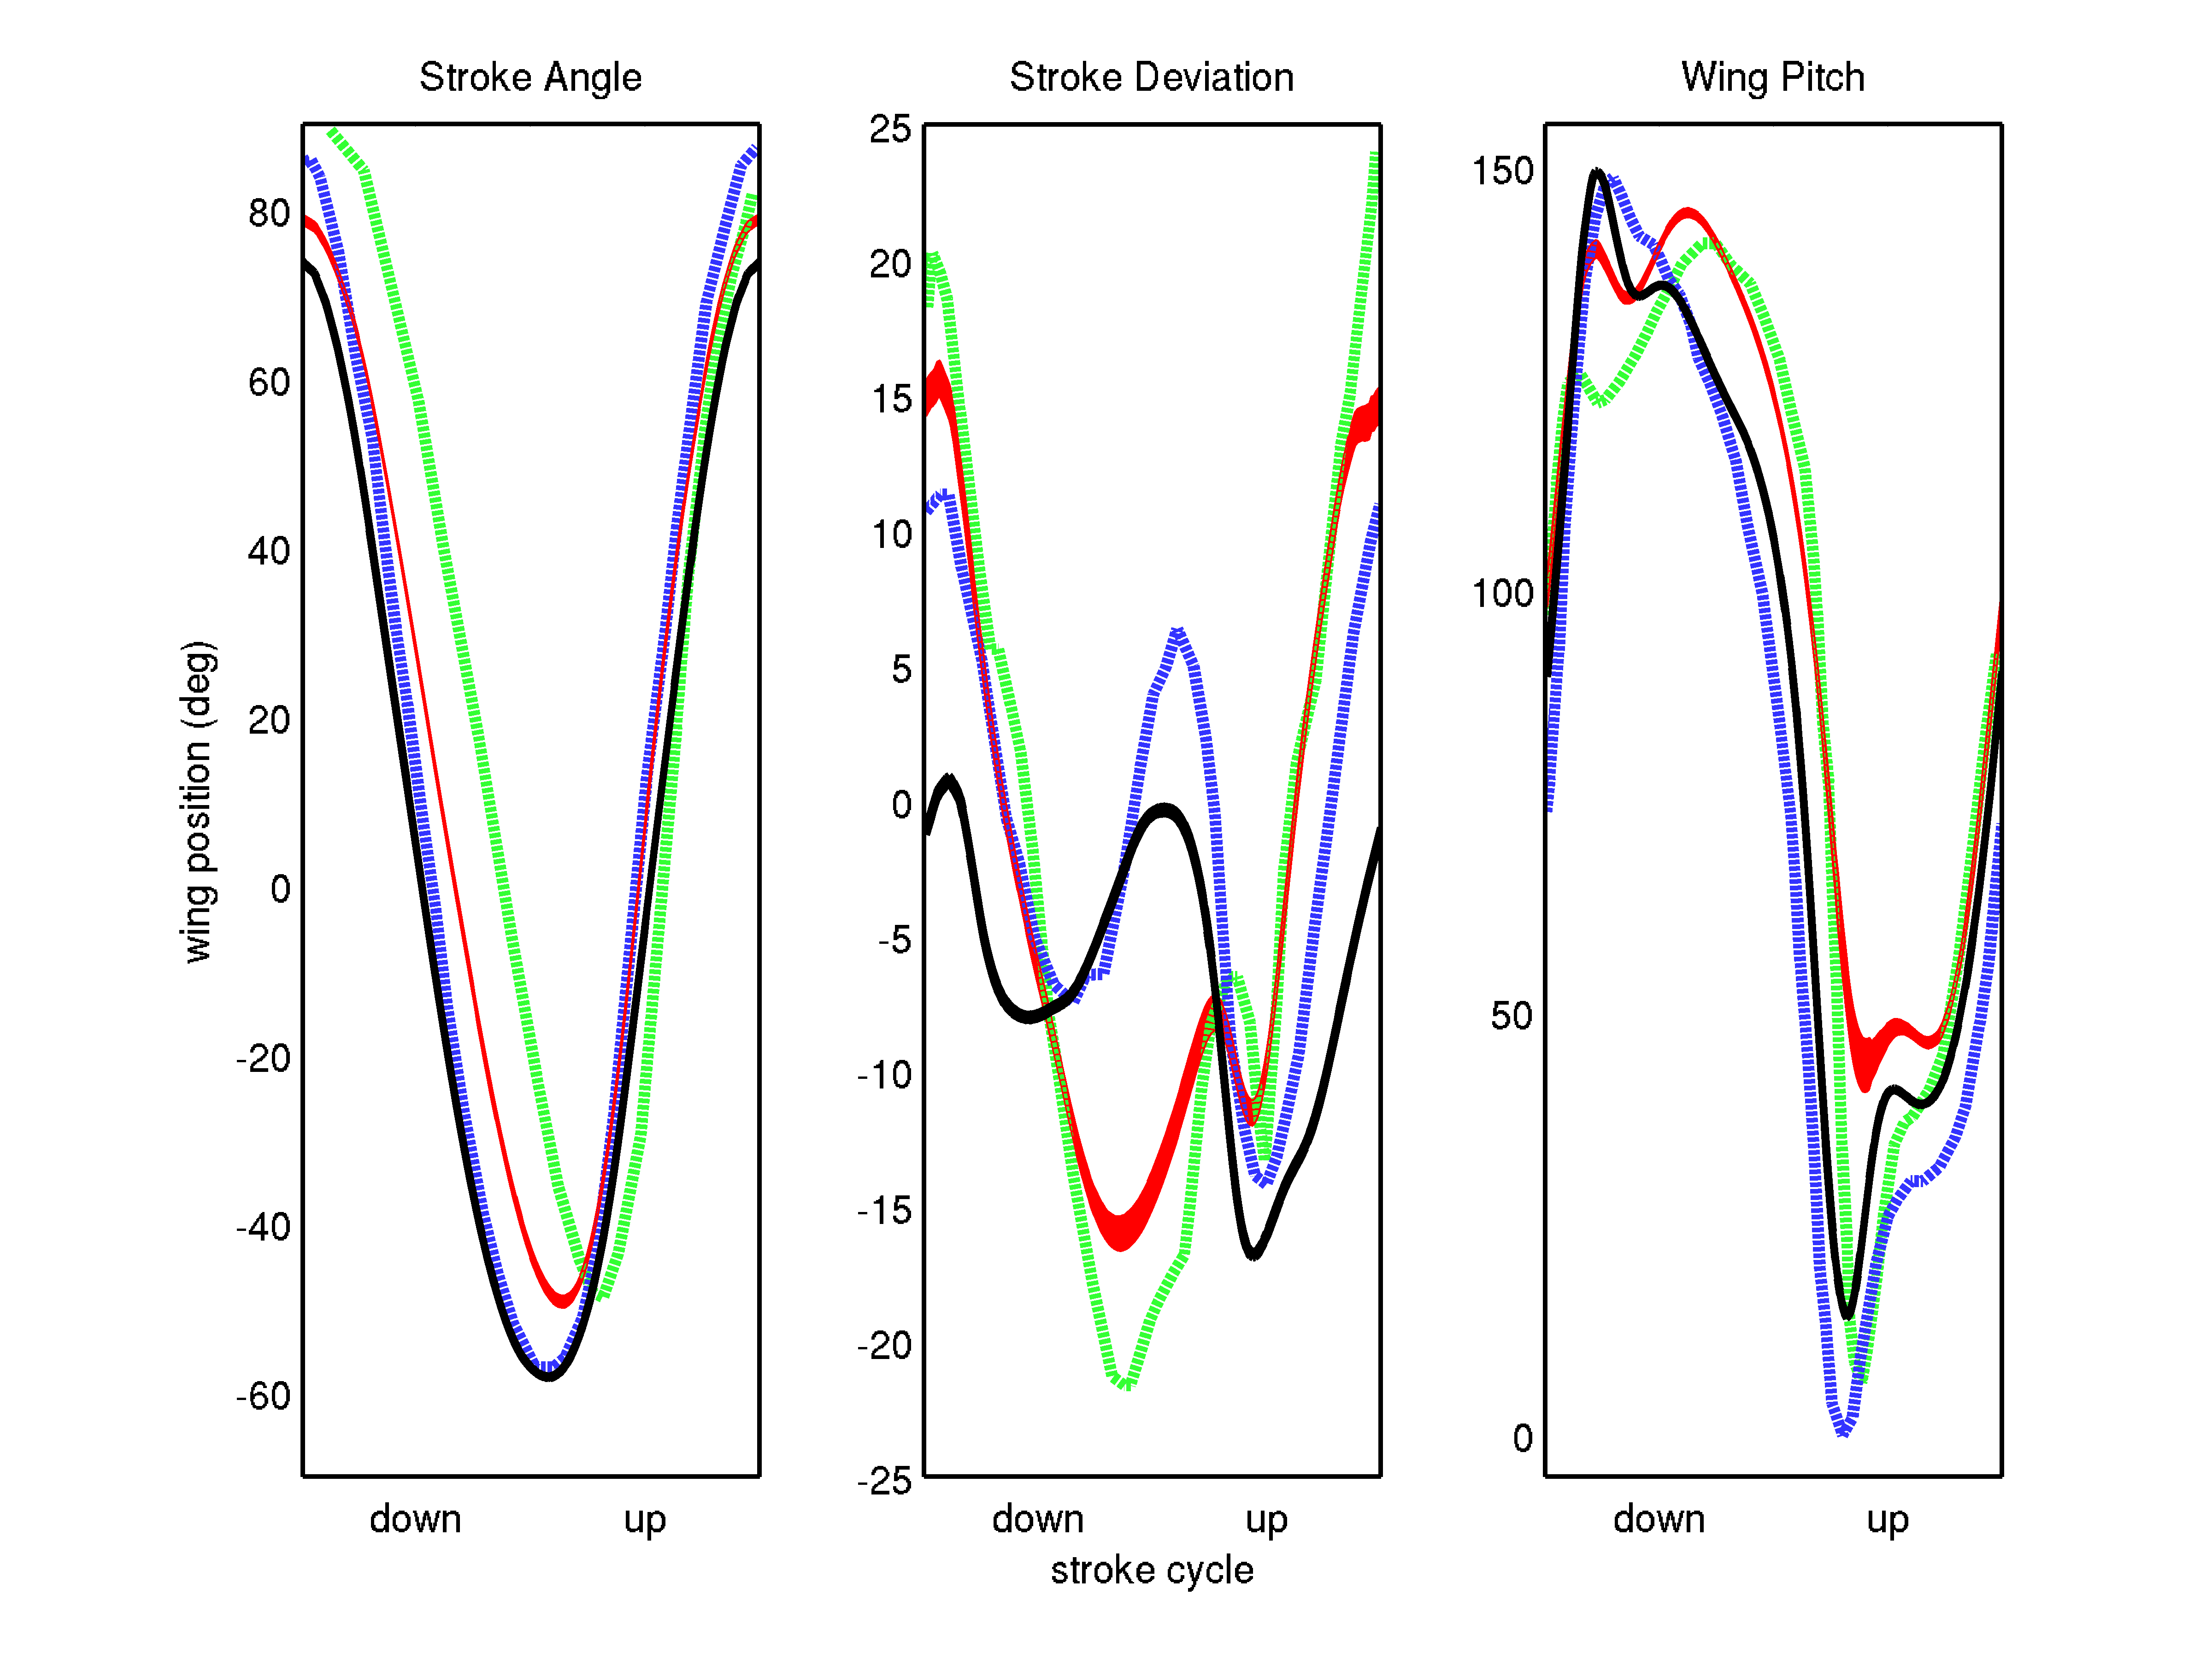 Stroke Angle
Stroke Deviation
Wing Pitch
wing position (deg)
80
60
40
20
0
-20
-40
-60
25
20
15
10
5
0
-5
-10
-15
-20
-25
150
100
50
0
down up
down up
down up
stroke cycle